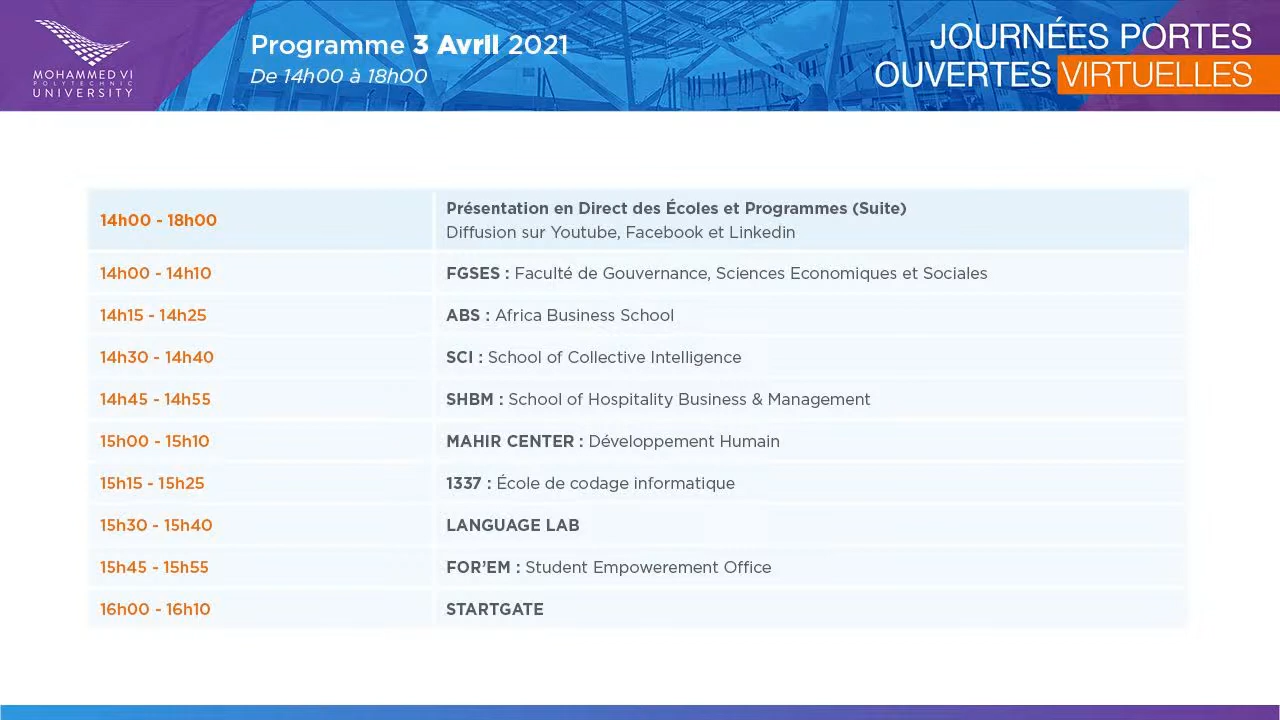 MOHAMMED VI
POLYTECHNIC
UNIVERSITY
Programme 3 Avril 2021
De 14h00 à 18h00
JOURNÉES PORTES
OUVERTES VIRTUELLES
14h00 - 18h00
Présentation en Direct des Écoles et Programmes (Suite)
Diffusion sur Youtube, Facebook et Linkedin
14h00 - 14h10 FGSES : Faculté de Gouvernance, Sciences Economiques et Sociales
14h15 - 14h25 ABS : Africa Business School
14h30 - 14h40 SCI : School of Collective Intelligence
14h45 - 14h55 SHBM : School of Hospitality Business & Management
15h00 - 15h10 MAHIR CENTER : Développement Humain
15h15 - 15h25 1337 : École de codage informatique
15h30 - 15h40 LANGUAGE LAB
15h45 - 15h55 FOR'EM : Student Empowerement Office
16h00 - 16h10 STARTGATE